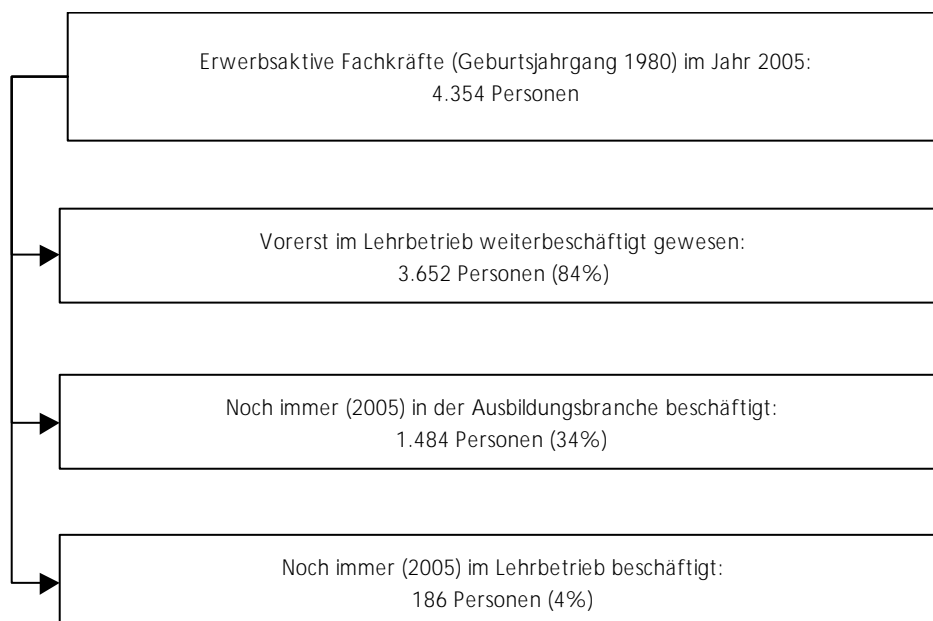 Erwerbsaktive Fachkräfte (Geburtsjahrgang 1980) im Jahr 2005:
4.354 Personen
Vorerst im Lehrbetrieb weiterbeschäftigt gewesen:
3.652 Personen (84%)
Noch immer (2005) in der Ausbildungsbranche beschäftigt:
1.484 Personen (34%)
Noch immer (2005) im Lehrbetrieb beschäftigt:
186 Personen (4%)